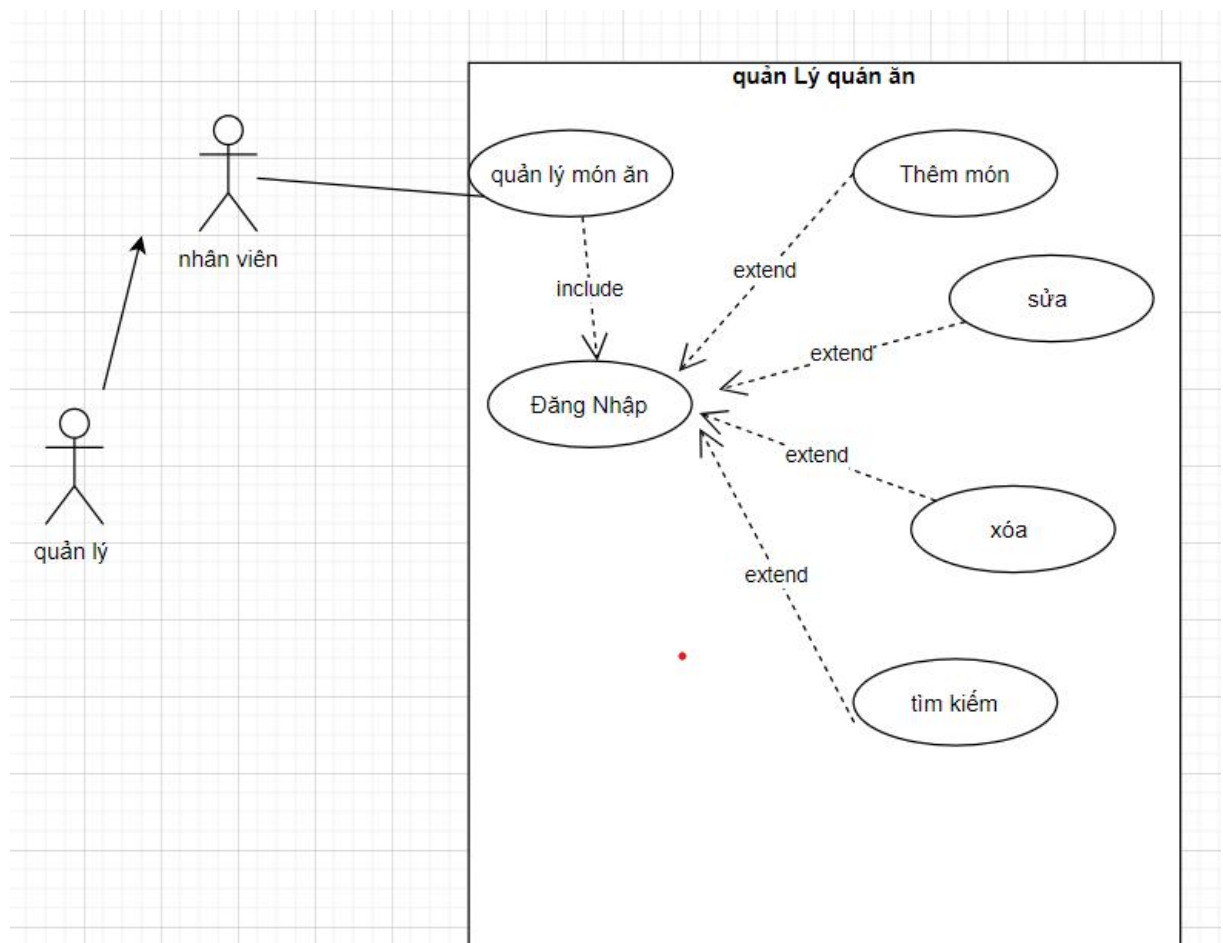 quản Lý quán ăn
quản lý món ăn
Thêm món
nhân viên
extend
include
sửa
extend
Đăng Nhập
extend
xóa
quản lý
extend
tìm kiếm